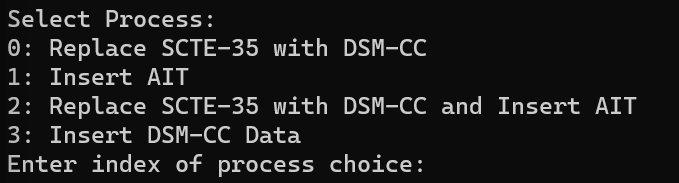 Select Process:
0: Replace SCTE-35 with DSM-CC
1: Insert AIT
2: Replace SCTE-35 with DSM-CC and Insert AIT
3: Insert DSM-CC Data
Enter index of process choice: